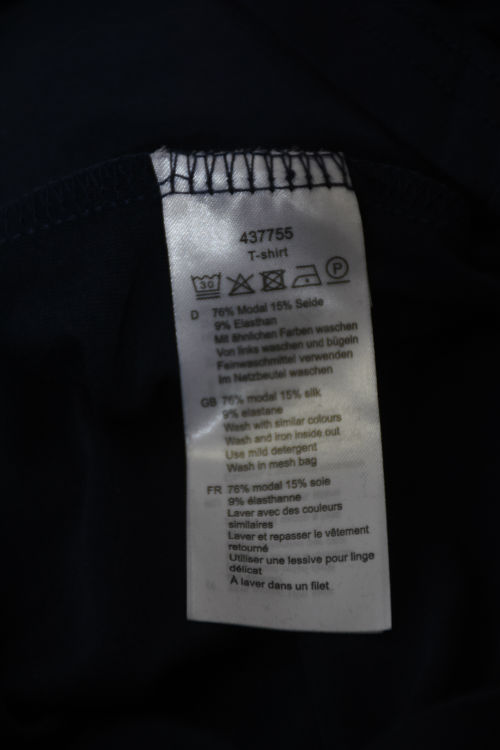 437755
T-shirt
30
P
D 76% Modal 15% Seide
9% Elasthan
Mit ähnlichen Farben waschen
Von links waschen und bügeln
Feinwaschmittel verwenden
Im Netzbeutel waschen
GB 76% modal 15% silk
9% elastane
Wash with similar colours
Wash and iron inside out
Use mild detergent
Wash in mesh bag
FR 76% modal 15% soie
9% élasthanne
Laver avec des couleurs
similaires
Laver et repasser le vêtement
retourné
Utiliser une lessive pour linge
délicat
À laver dans un filet